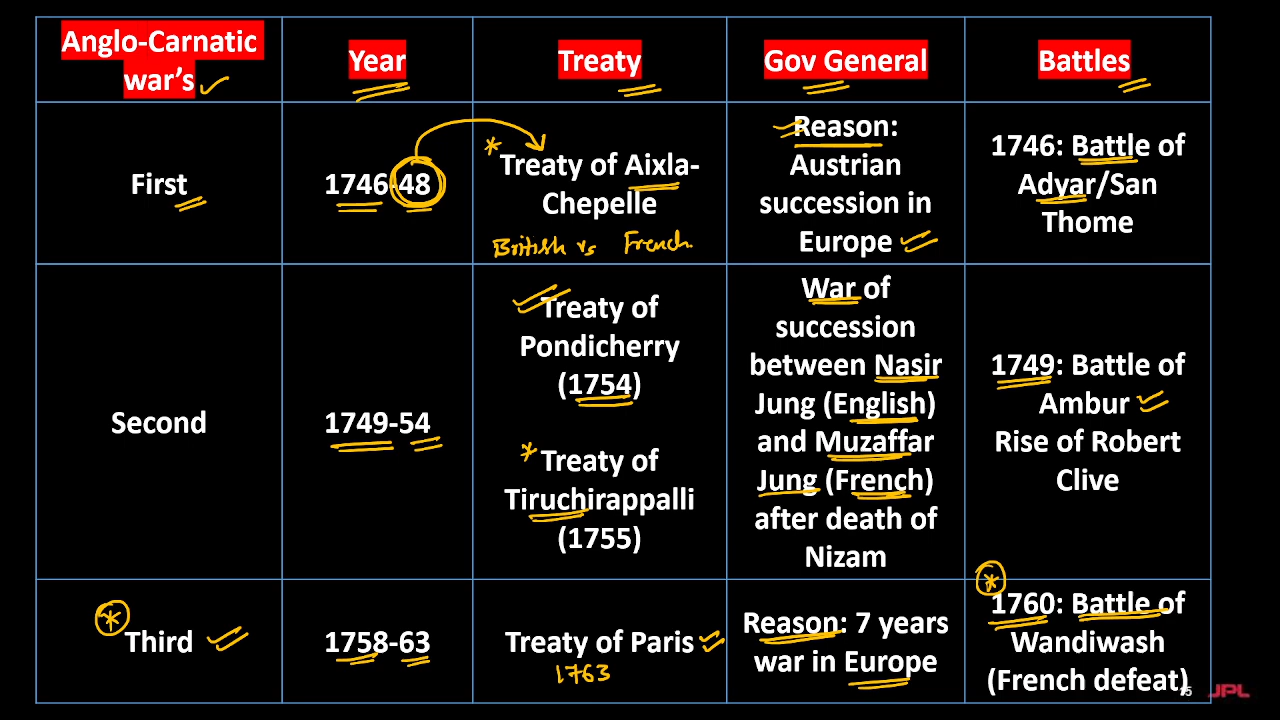 Anglo-Carnatic
war's
Year
Treaty
Gov General
Battles
First
1746-48
Treaty of Aixla-
Chepelle
British vs French
Reason:
Austrian
succession in
Europe
1746: Battle of
Adyar/San
Thome
Second
1749-54
Treaty of
Pondicherry
(1754)
Treaty of
Tiruchirappalli
(1755)
War of
succession
between Nasir
Jung (English)
and Muzaffar
Jung (French)
after death of
Nizam
1749: Battle of
Ambur
Rise of Robert
Clive
Third
1758-63
Treaty of Paris
1763
Reason: 7 years
war in Europe
1760: Battle of
Wandiwash
(French defeat)
JPL